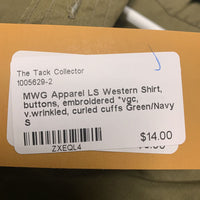 The Tack Collector
1005629-2
MWG Apparel LS Western Shirt,
buttons, embroidered *vgc,
v.wrinkled, curled cuffs Green/Navy
S
ZXEQL4
$14.00